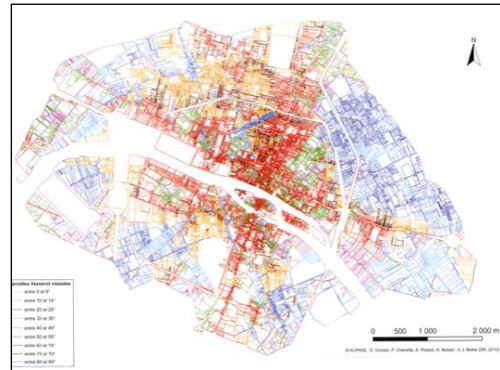 N
parcelles Vasserot classées
entre 0 et 9°
entre 10 et 19°
entre 20 et 29°
entre 30 et 39°
entre 40 et 49°
entre 50 et 59°
entre 60 et 74°
entre 75 et 79°
entre 80 et 89°
0 500 1 000 2 000 m
© ALPAGE :
2010)